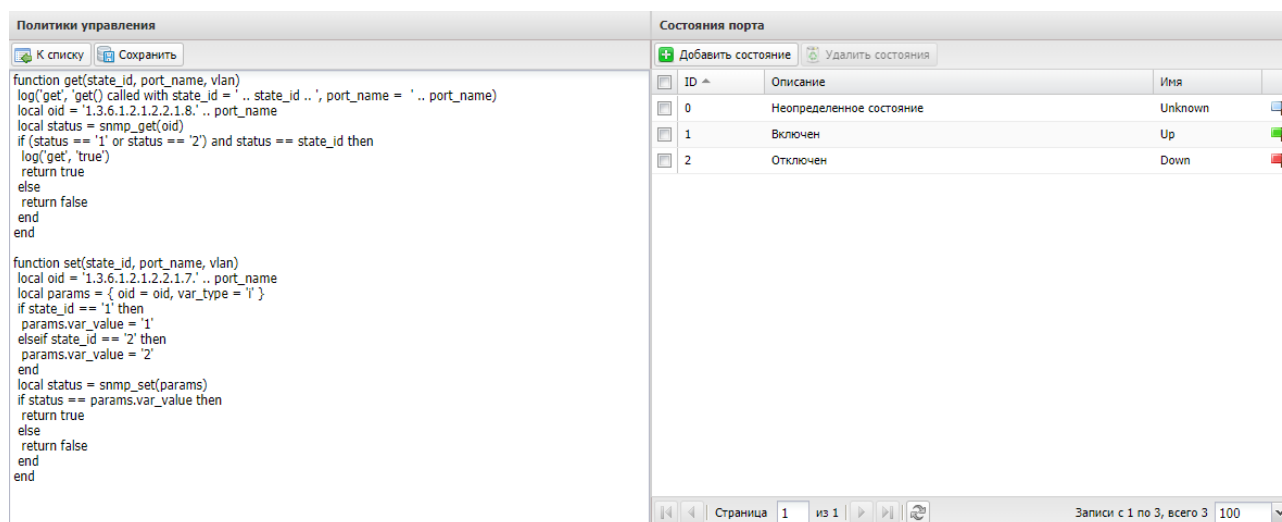 Политики управления
К списку Сохранить
function get(state_id, port_name, vlan)
log('get', 'get() called with state_id = ' .. state_id .. ', port_name = ' .. port_name)
local oid = '1.3.6.1.2.1.2.2.1.8.' .. port_name
local status = snmp_get(oid)
if (status == '1' or status == '2') and status == state_id then
log('get', 'true')
return true
else
return false
end
end
function set(state_id, port_name, vlan)
local oid = '1.3.6.1.2.1.2.2.1.7.' .. port_name
local params = { oid = oid, var_type = 'i' }
if state_id == '1' then
params.var_value = '1'
elseif state_id == '2' then
params.var_value = '2'
end
local status = snmp_set(params)
if status == params.var_value then
return true
else
return false
end
end
Состояния порта
Добавить состояние Удалить состояния
ID Описание Имя
0 Неопределенное состояние Unknown
1 Включен Up
2 Отключен Down
Страница 1 из 1 Записи с 1 по 3, всего 3 100